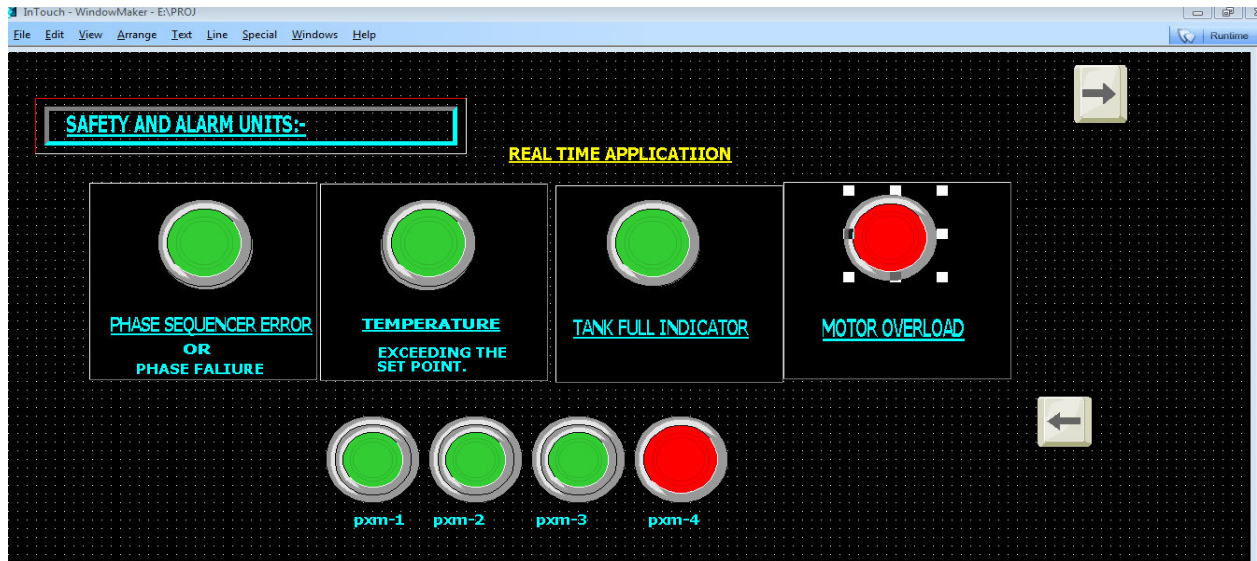 InTouch - WindowMaker - E:\PROJ
File Edit View Arrange Text Line Special Windows Help
Runtime
SAFETY AND ALARM UNITS:-
REAL TIME APPLICATIION
PHASE SEQUENCER ERROR
OR
PHASE FALIURE
TEMPERATURE
EXCEEDING THE
SET POINT.
TANK FULL INDICATOR
MOTOR OVERLOAD
pxm-1 pxm-2 pxm-3 pxm-4